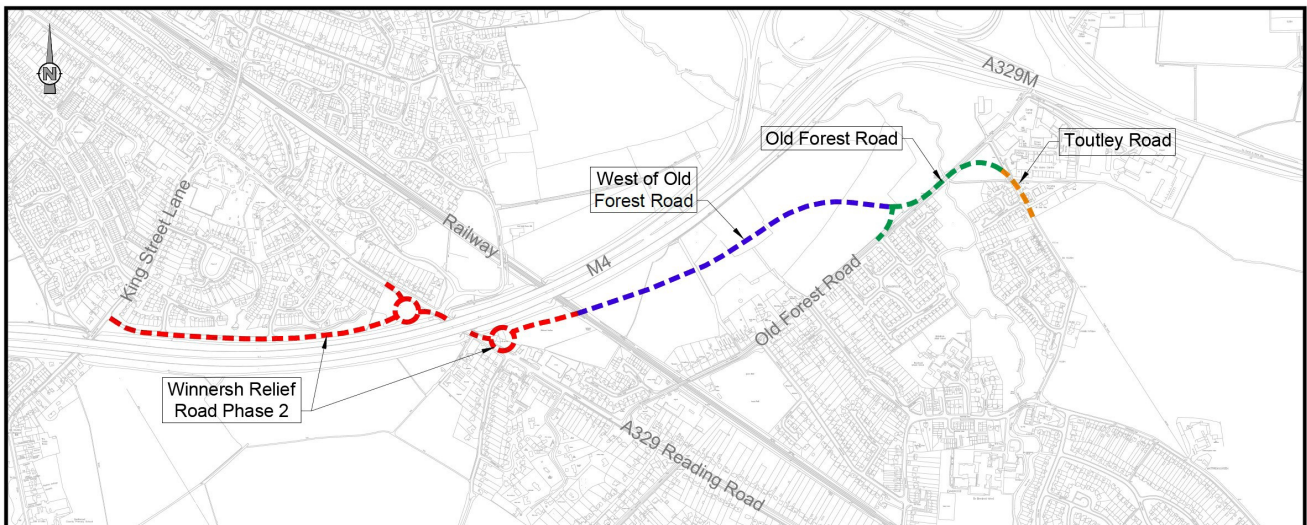 N
A329M
Old Forest Road
Toutley Road
West of Old
Forest Road
King Street Lane
Railway
M4
Old Forest Road
Winnersh Relief
Road Phase 2
A329 Reading Road